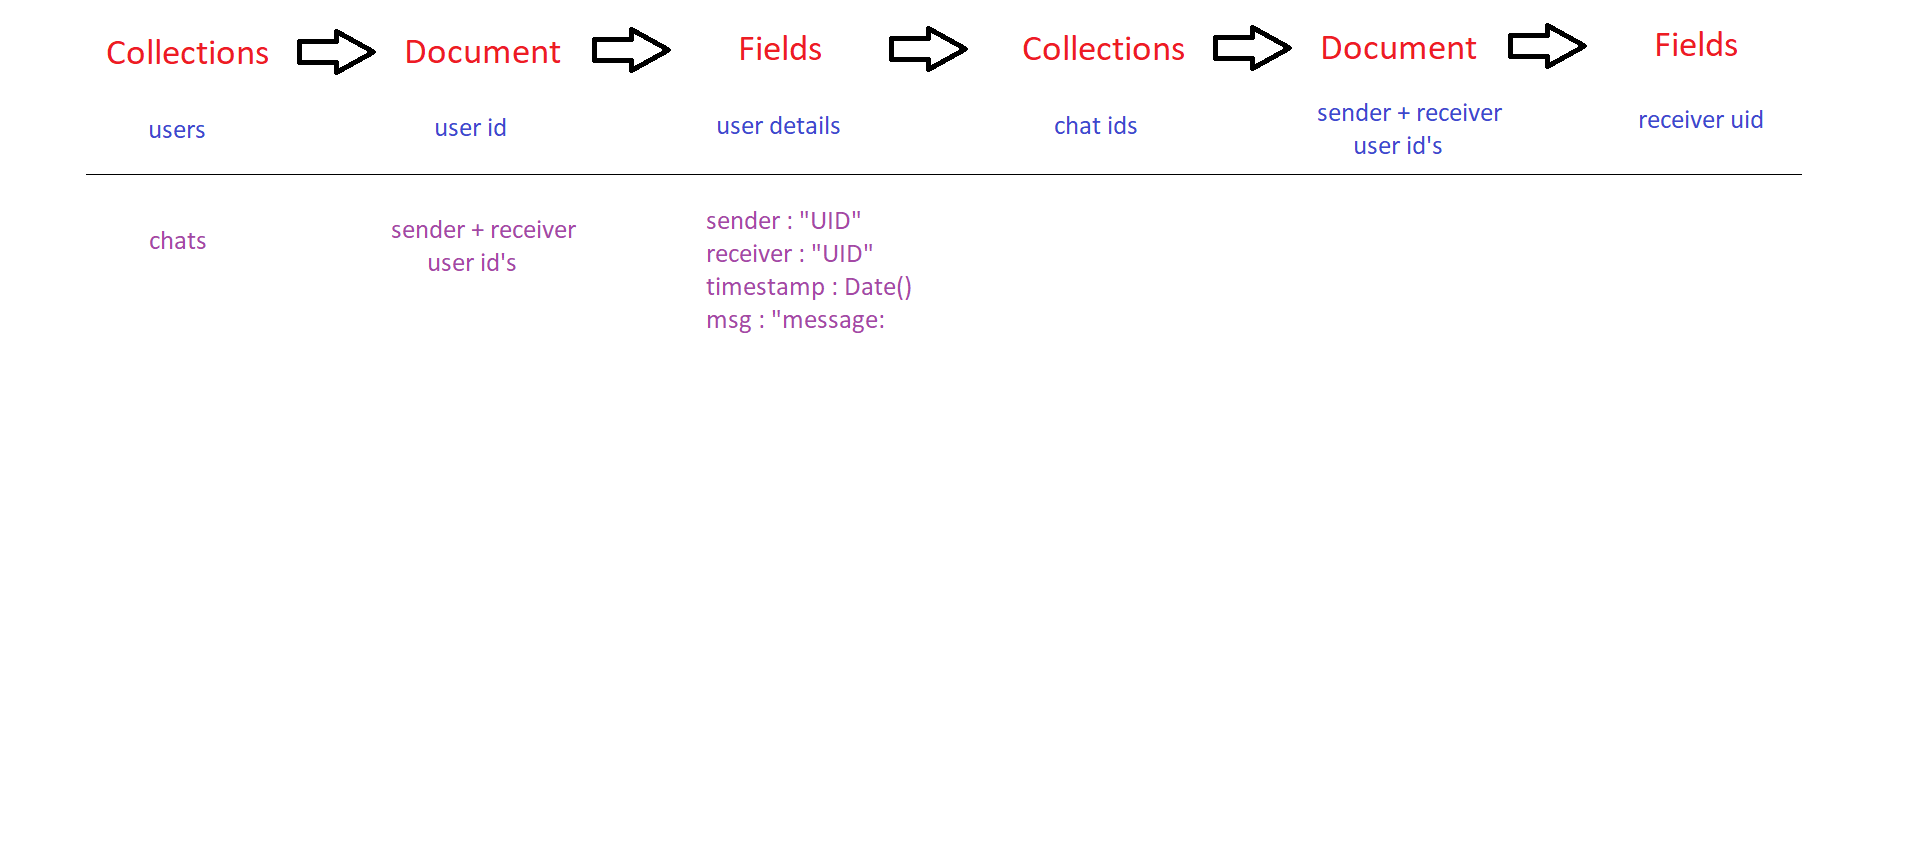 Collections Document Fields Collections Document Fields
users user id user details chat ids sender + receiver user id's receiver uid
chats
sender + receiver
user id's
sender : "UID"
receiver : "UID"
timestamp : Date()
msg : "message: